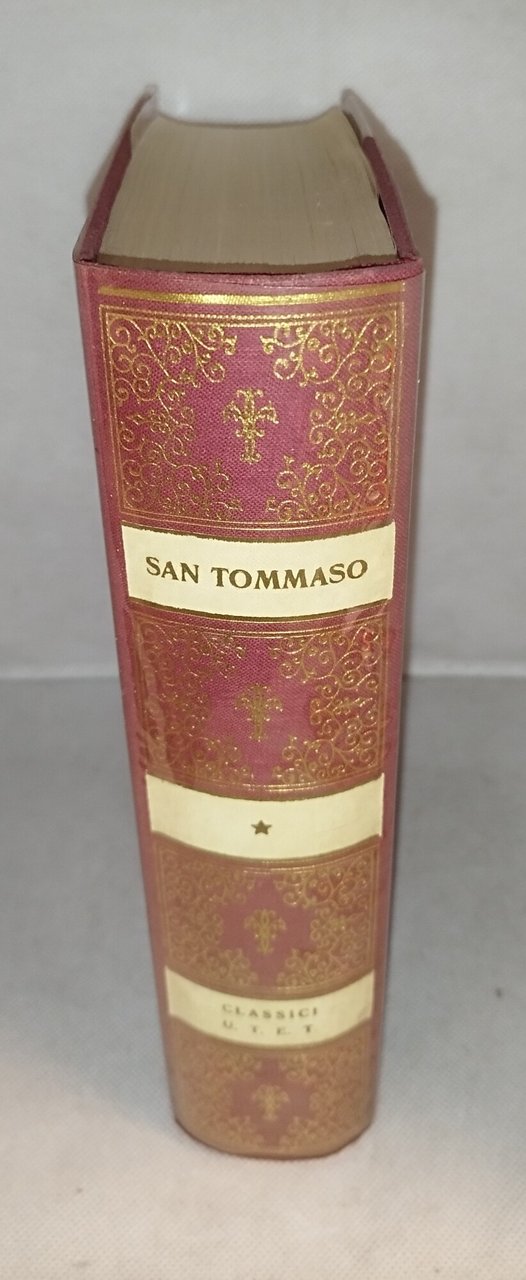 SAN TOMMASO
★
CLASSICI
U. T. E. T.